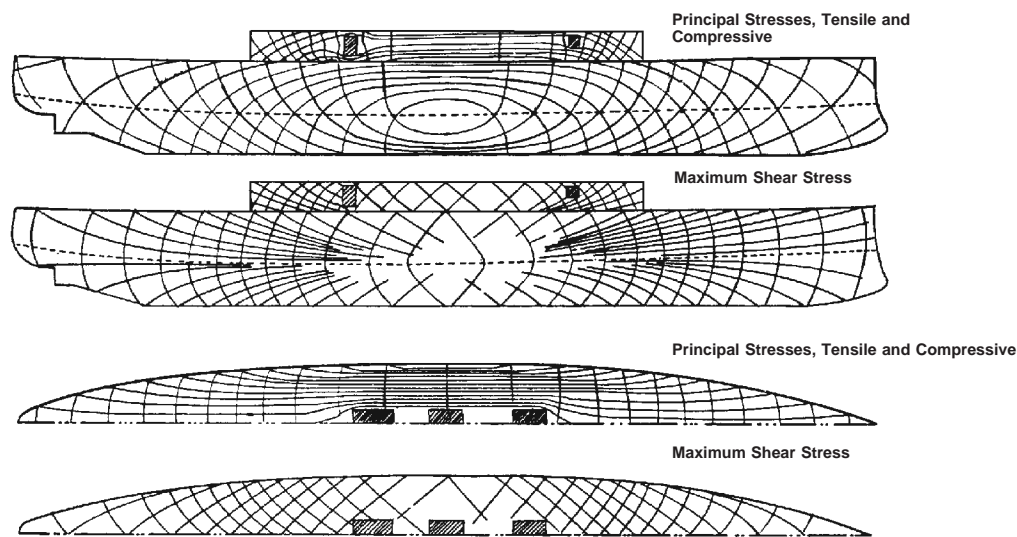 Principal Stresses, Tensile and
Compressive
Maximum Shear Stress
Principal Stresses, Tensile and Compressive
Maximum Shear Stress